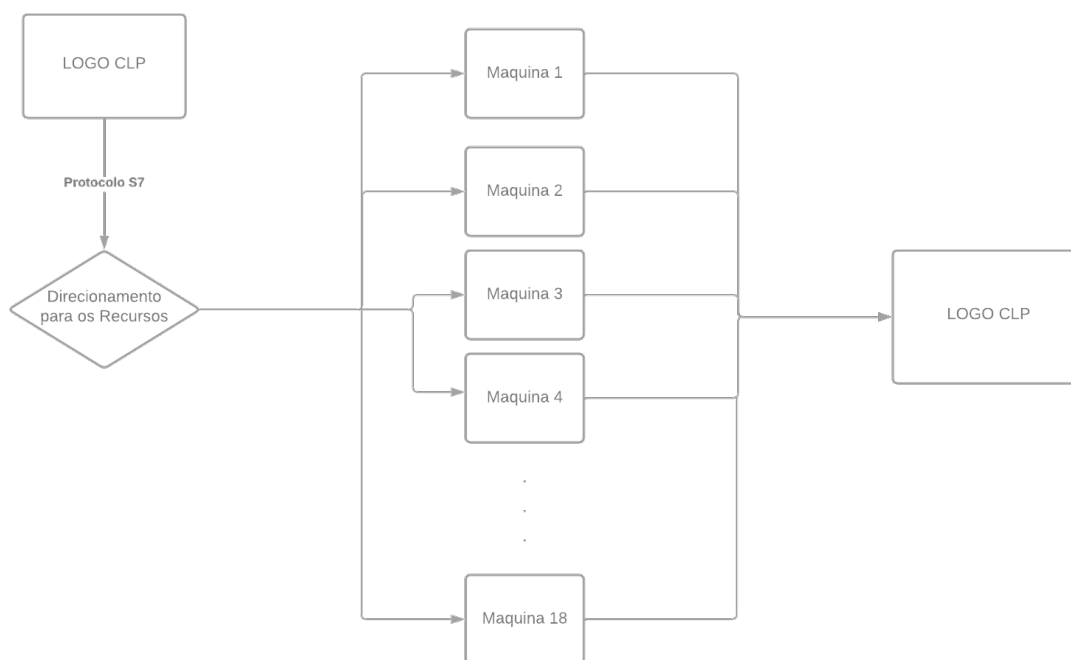 LOGO CLP
Protocolo S7
Direcionamento
para os Recursos
Maquina 1
Maquina 2
Maquina 3
Maquina 4
.
.
.
Maquina 18
LOGO CLP